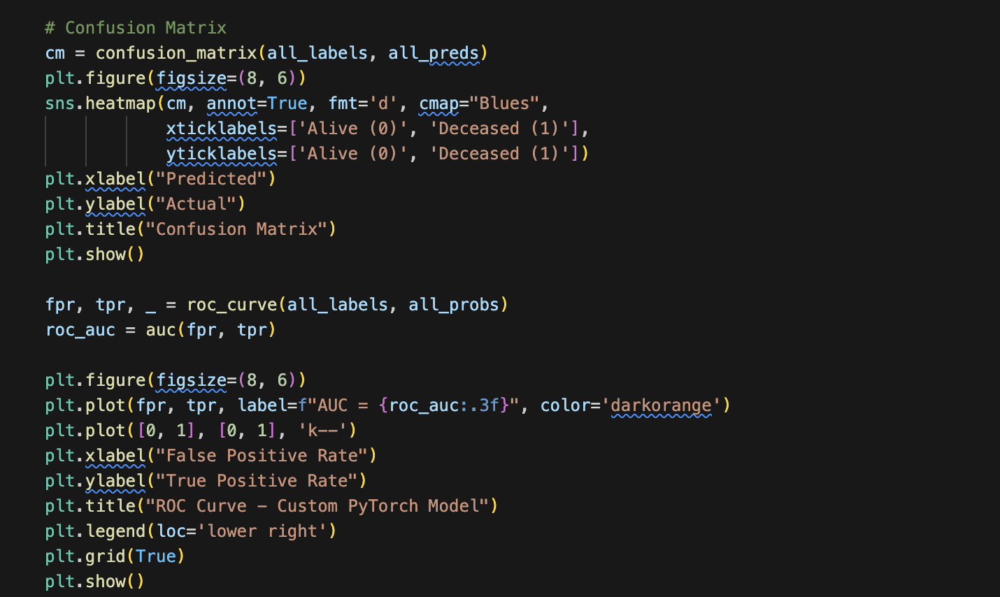 # Confusion Matrix
cm = confusion_matrix(all_labels, all_preds)
plt.figure(figsize=(8, 6))
sns.heatmap(cm, annot=True, fmt='d', cmap="Blues",
            xticklabels=['Alive (0)', 'Deceased (1)'],
            yticklabels=['Alive (0)', 'Deceased (1)'])
plt.xlabel("Predicted")
plt.ylabel("Actual")
plt.title("Confusion Matrix")
plt.show()

fpr, tpr, _ = roc_curve(all_labels, all_probs)
roc_auc = auc(fpr, tpr)

plt.figure(figsize=(8, 6))
plt.plot(fpr, tpr, label=f"AUC = {roc_auc:.3f}", color='darkorange')
plt.plot([0, 1], [0, 1], 'k--')
plt.xlabel("False Positive Rate")
plt.ylabel("True Positive Rate")
plt.title("ROC Curve - Custom PyTorch Model")
plt.legend(loc='lower right')
plt.grid(True)
plt.show()